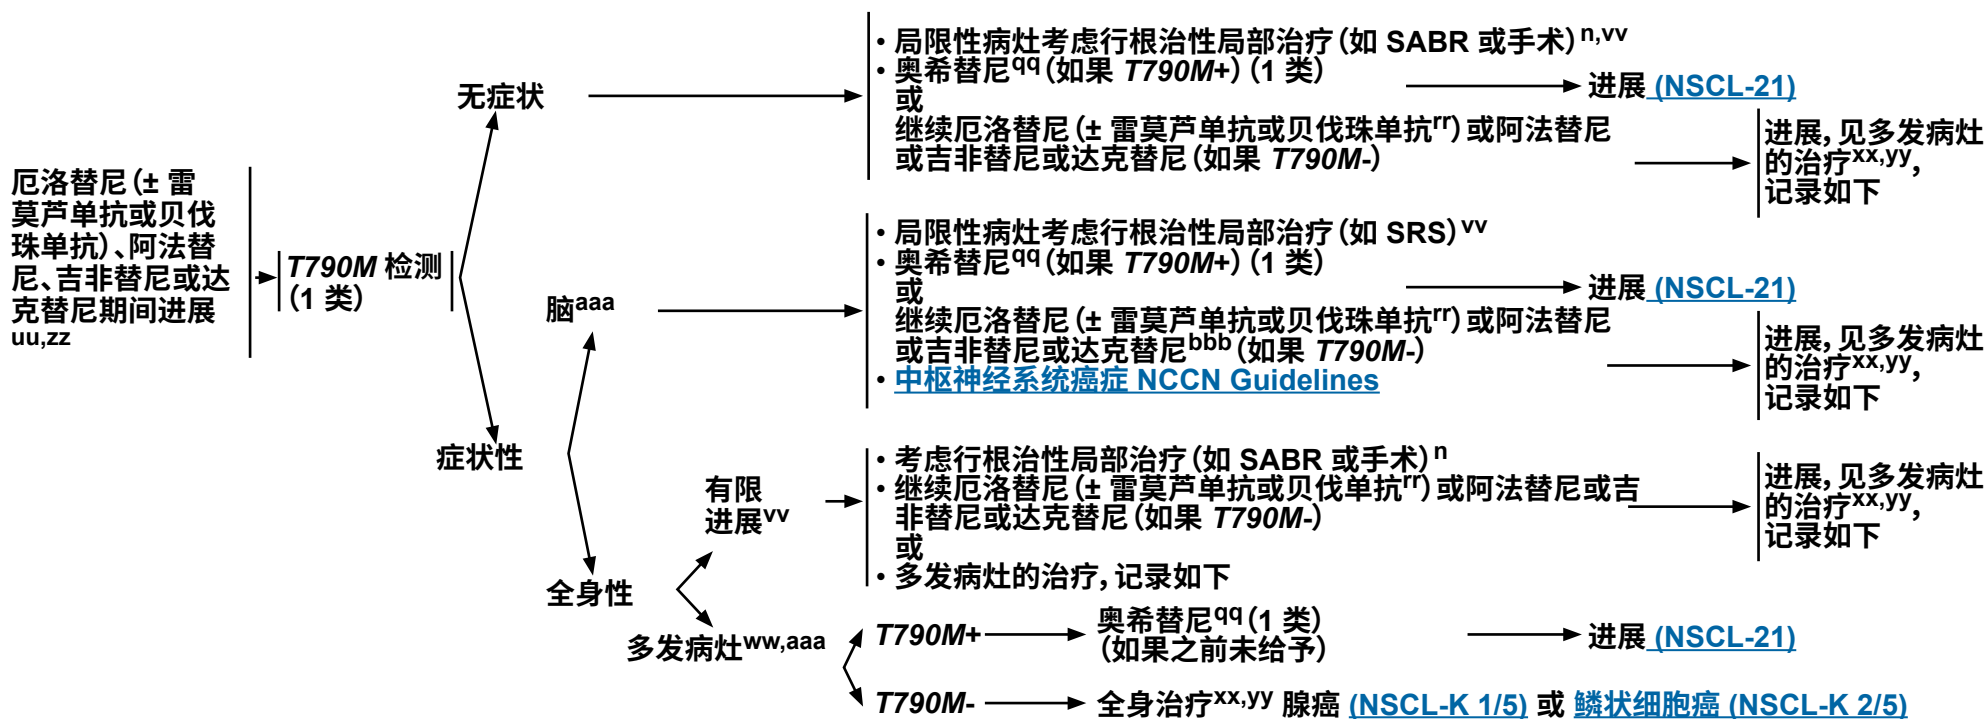 厄洛替尼（± 雷
莫芦单抗或贝伐
珠单抗）、阿法替
尼、吉非替尼或达
克替尼期间进展
uu,zz
T790M 检测
（1 类）
无症状
• 局限性病灶考虑行根治性局部治疗（如 SABR 或手术）n,vv
• 奥希替尼qq（如果 T790M+）（1 类）
或
继续厄洛替尼（± 雷莫芦单抗或贝伐珠单抗rr）或阿法替尼
或吉非替尼或达克替尼（如果 T790M-）
进展 (NSCL-21)
进展，见多发病灶
的治疗xx,yy，
记录如下
症状性
脑aaa
• 局限性病灶考虑行根治性局部治疗（如 SRS）vv
• 奥希替尼qq（如果 T790M+）（1 类）
或
继续厄洛替尼（± 雷莫芦单抗或贝伐珠单抗rr）或阿法替尼
或吉非替尼或达克替尼bbb（如果 T790M-）
• 中枢神经系统癌症 NCCN Guidelines
进展 (NSCL-21)
进展，见多发病灶
的治疗xx,yy，
记录如下
全身性
有限
进展vv
• 考虑行根治性局部治疗（如 SABR 或手术）n
• 继续厄洛替尼（± 雷莫芦单抗或贝伐单抗rr）或阿法替尼或吉
非替尼或达克替尼（如果 T790M-）
或
• 多发病灶的治疗，记录如下
进展，见多发病灶
的治疗xx,yy，
记录如下
多发病灶ww,aaa
T790M+
奥希替尼qq（1 类）
（如果之前未给予）
进展 (NSCL-21)
T790M-
全身治疗xx,yy 腺癌 (NSCL-K 1/5) 或 鳞状细胞癌 (NSCL-K 2/5)